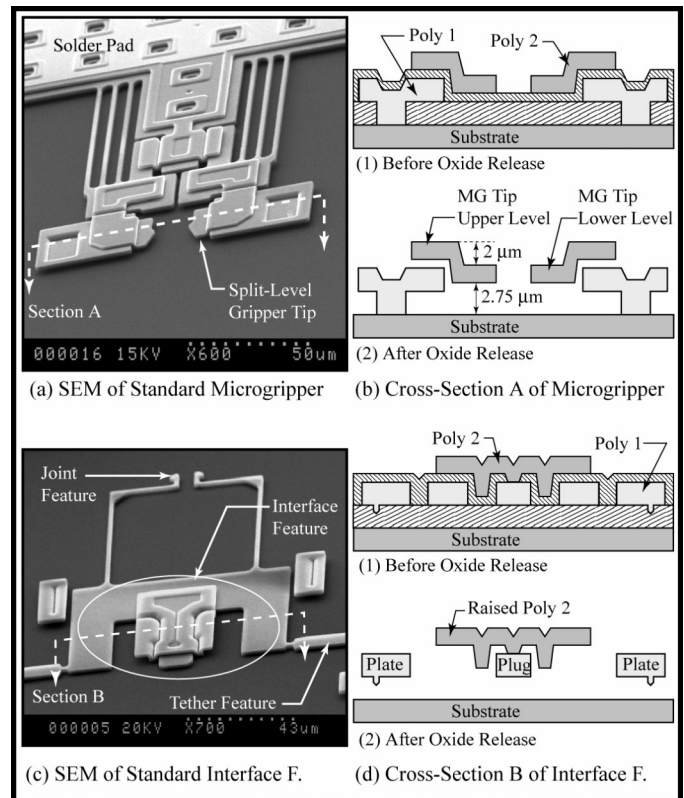 Solder Pad
Section A
Split-Level
Gripper Tip
000016 15KV X600 50um
(a) SEM of Standard Microgripper
Poly 1
Poly 2
Substrate
(1) Before Oxide Release
MG Tip
Upper Level
MG Tip
Lower Level
2 μm
2.75 μm
Substrate
(2) After Oxide Release
(b) Cross-Section A of Microgripper
Joint
Feature
Interface
Feature
Section B
Tether Feature
000005 20KV X700 43um
(c) SEM of Standard Interface F.
Poly 2
Poly 1
Substrate
(1) Before Oxide Release
Raised Poly 2
Plate
Plug
Plate
Substrate
(2) After Oxide Release
(d) Cross-Section B of Interface F.